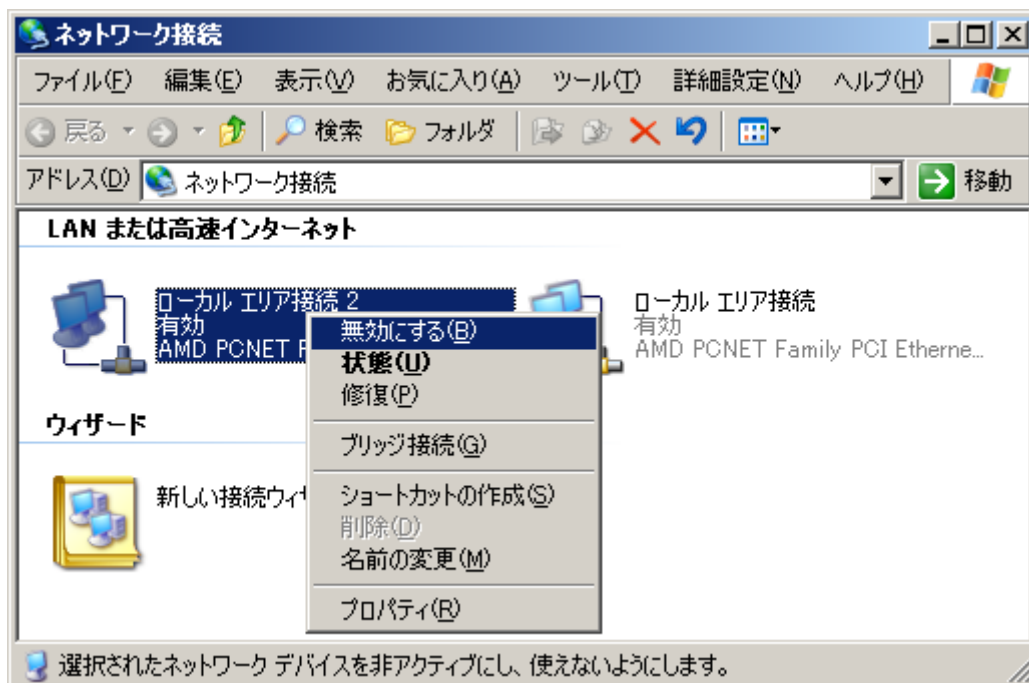 ネットワーク接続
ファイル(F) 編集(E) 表示(V) お気に入り(A) ツール(T) 詳細設定(N) ヘルプ(H)
戻る 検索 フォルダ
アドレス(D) ネットワーク接続 移動
LAN または高速インターネット
ローカル エリア接続 2
有効
AMD PCNET F
ローカル エリア接続
有効
AMD PCNET Family PCI Etherne...
無効にする(B)
状態(U)
修復(P)
ブリッジ接続(G)
ショートカットの作成(S)
削除(D)
名前の変更(M)
プロパティ(R)
ウィザード
新しい接続ウィ
選択されたネットワーク デバイスを非アクティブにし、使えないようにします。